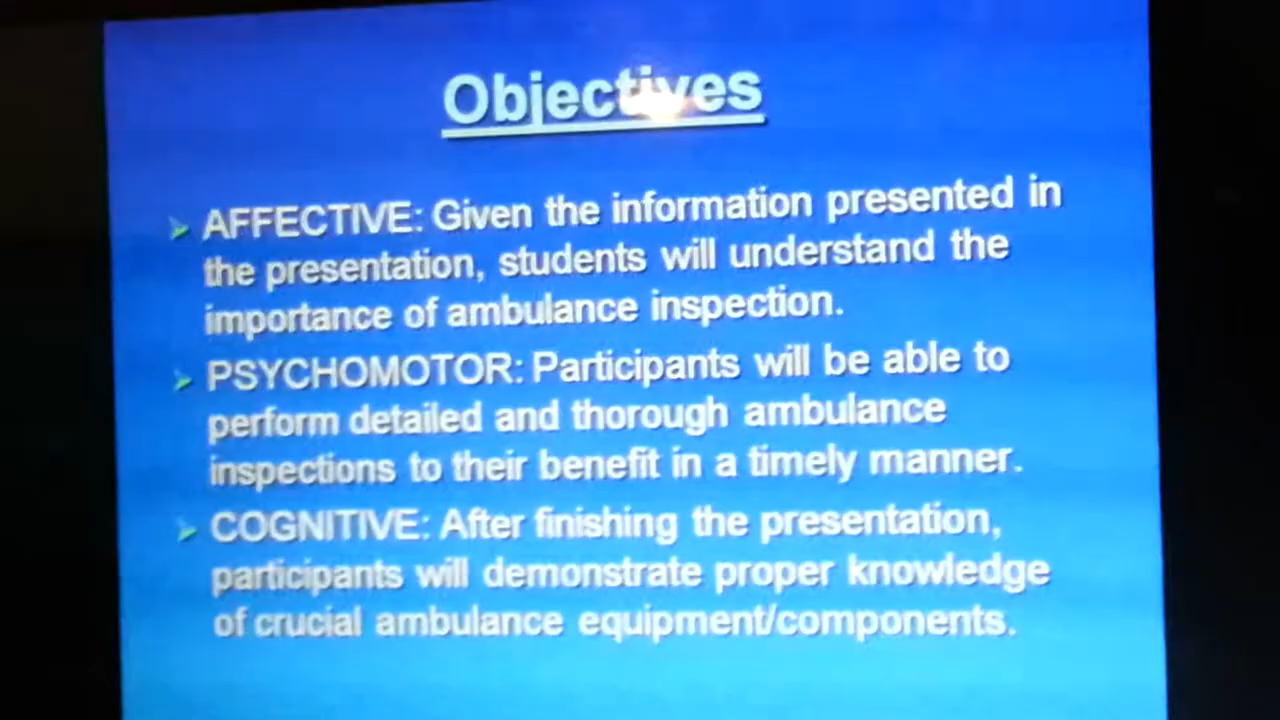 Objectives
AFFECTIVE: Given the information presented in
the presentation, students will understand the
importance of ambulance inspection.
PSYCHOMOTOR: Participants will be able to
perform detailed and thorough ambulance
inspections to their benefit in a timely manner.
COGNITIVE: After finishing the presentation,
participants will demonstrate proper knowledge
of crucial ambulance equipment/components.